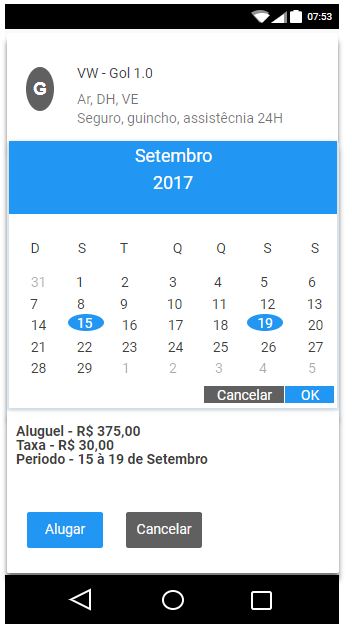 07:53
G
VW - Gol 1.0
Ar, DH, VE
Seguro, guincho, assistêcnia 24H
Setembro
2017
D S T Q Q S S
31 1 2 3 4 5 6
7 8 9 10 11 12 13
14 15 16 17 18 19 20
21 22 23 24 25 26 27
28 29 1 2 3 4 5
Cancelar OK
Aluguel - R$ 375,00
Taxa - R$ 30,00
Periodo - 15 à 19 de Setembro
Alugar Cancelar